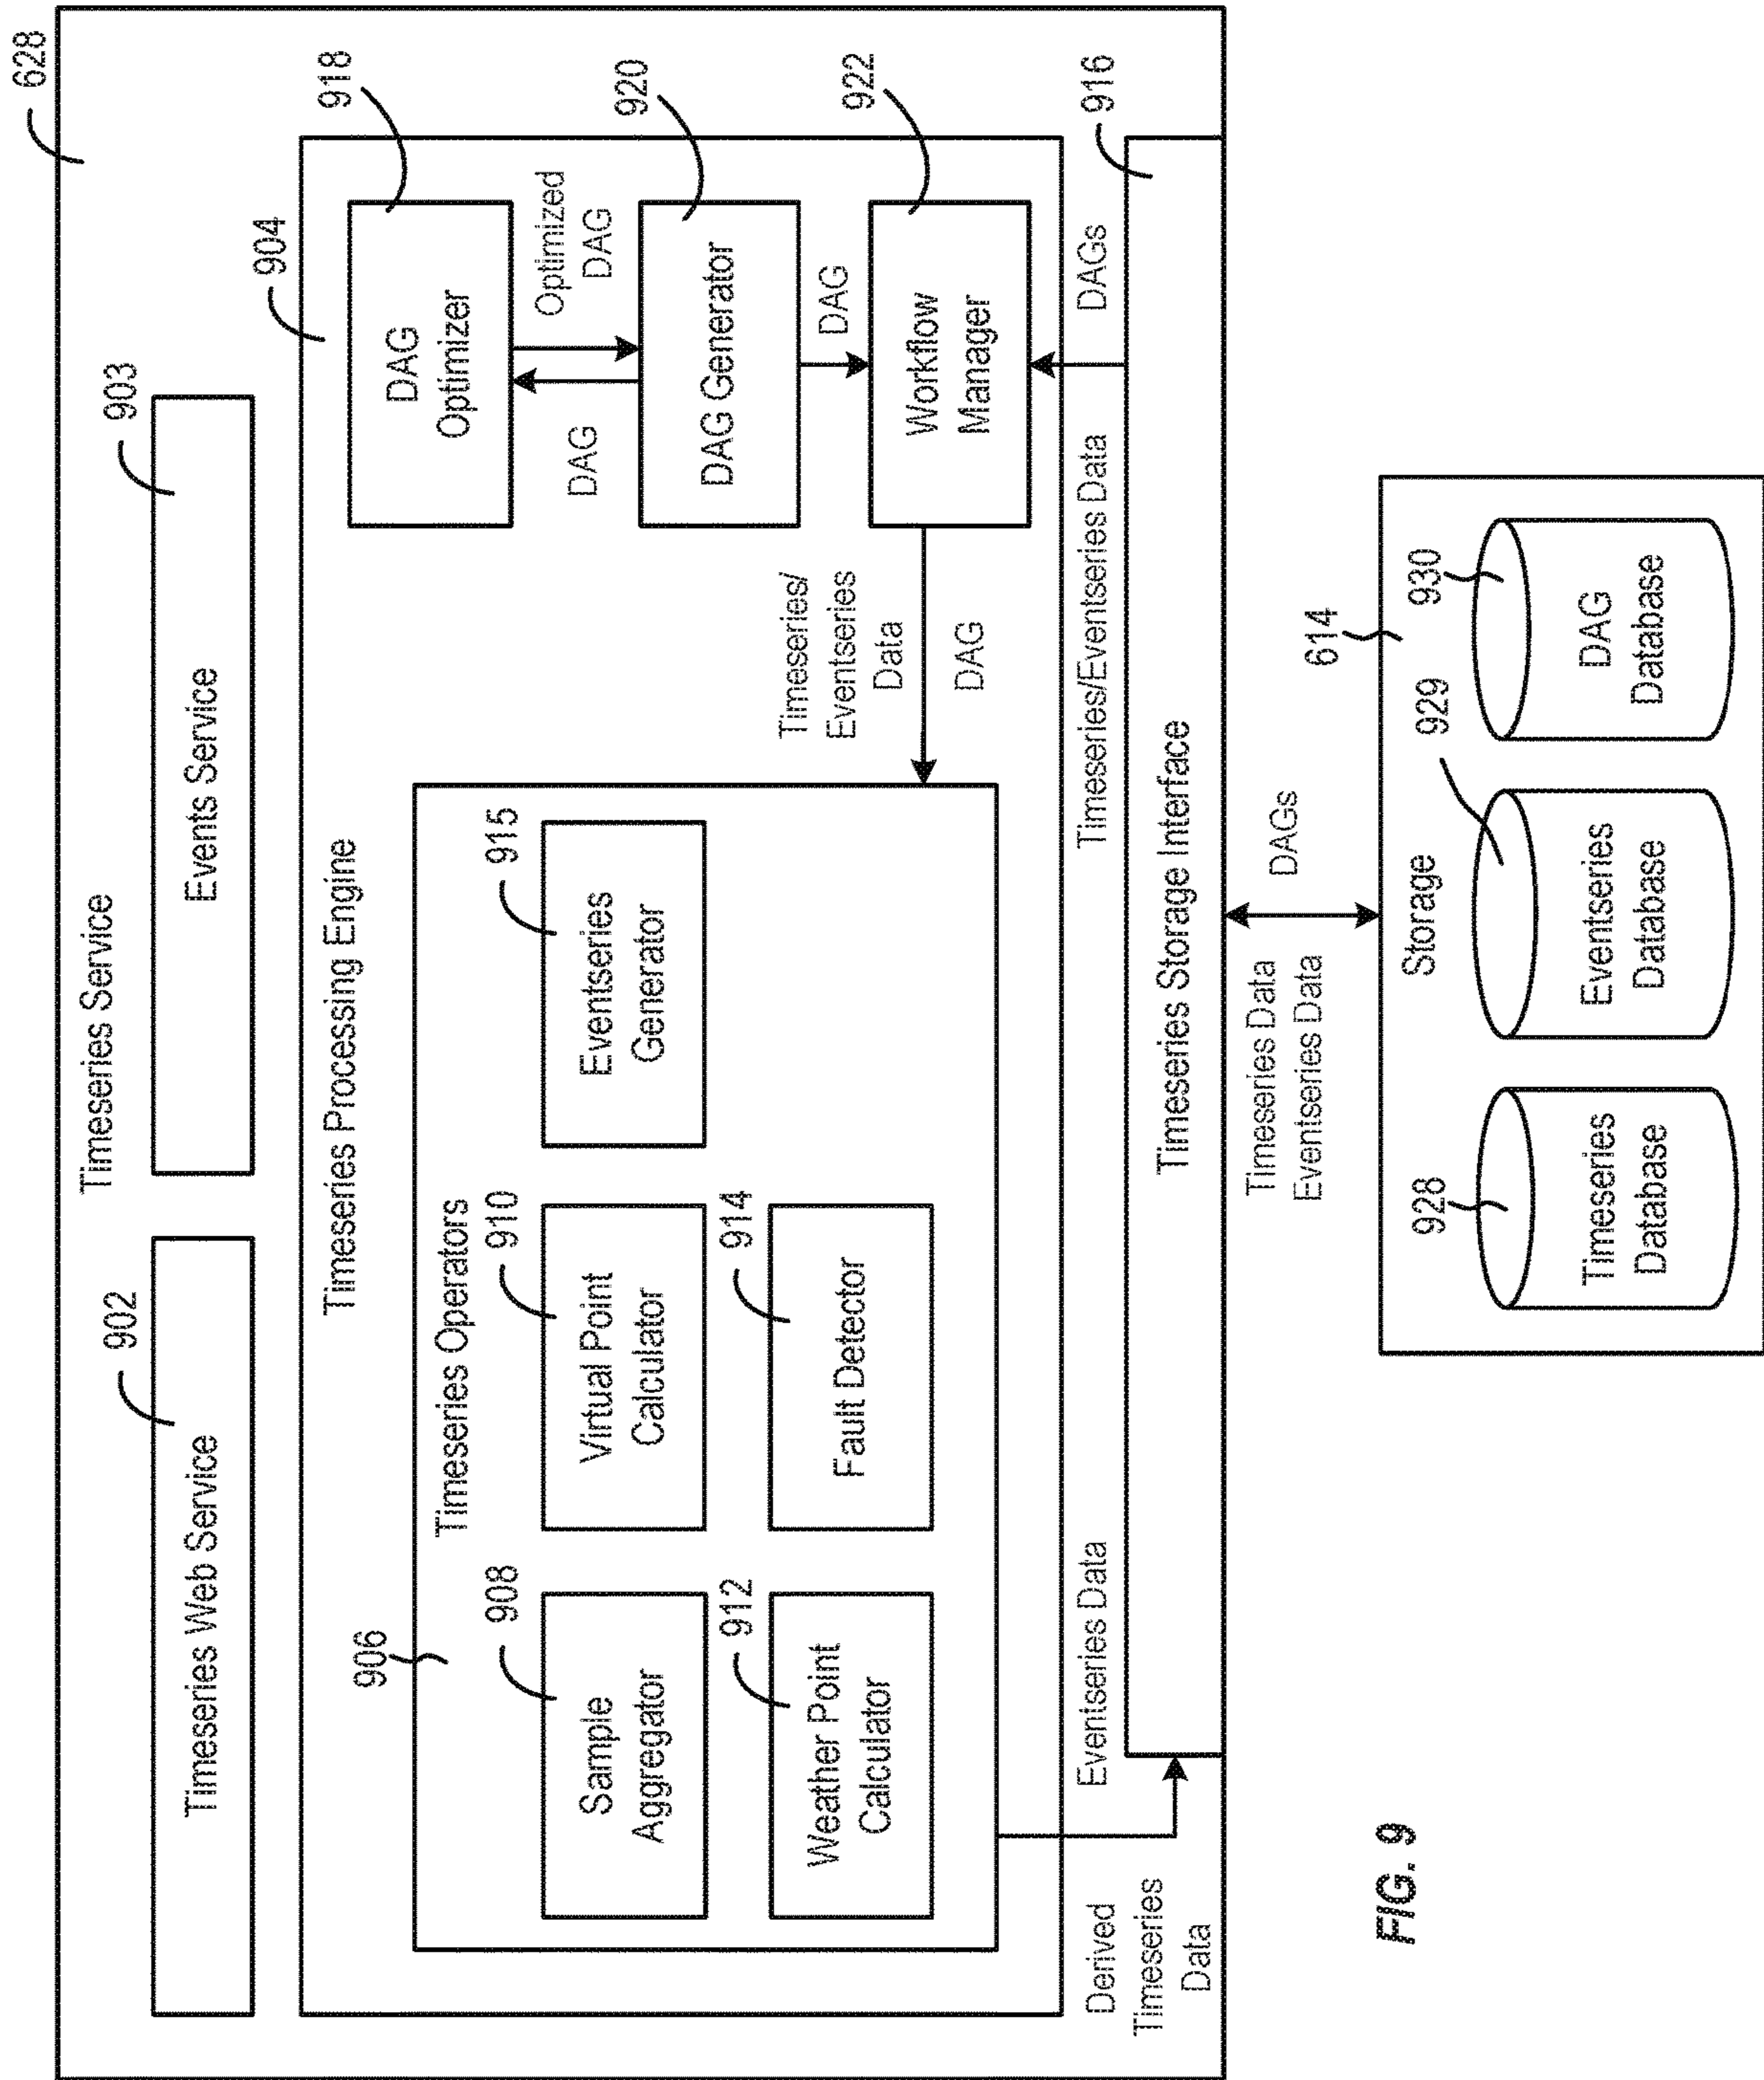 628
Timeseries Service
902
903
Timeseries Web Service
Events Service
904
Timeseries Processing Engine
906
Timeseries Operators
908
Sample
Aggregator
910
Virtual Point
Calculator
915
Eventseries
Generator
912
Weather Point
Calculator
914
Fault Detector
918
DAG
Optimizer
DAG
Optimized
DAG
920
DAG Generator
DAG
922
Workflow
Manager
Timeseries/
Eventseries
Data
DAG
Derived
Timeseries
Data
Eventseries Data
Timeseries/Eventseries Data
DAGs
916
Timeseries Storage Interface
Timeseries Data
Eventseries Data
DAGs
614
Storage
928
Timeseries
Database
929
Eventseries
Database
930
DAG
Database
FIG. 9